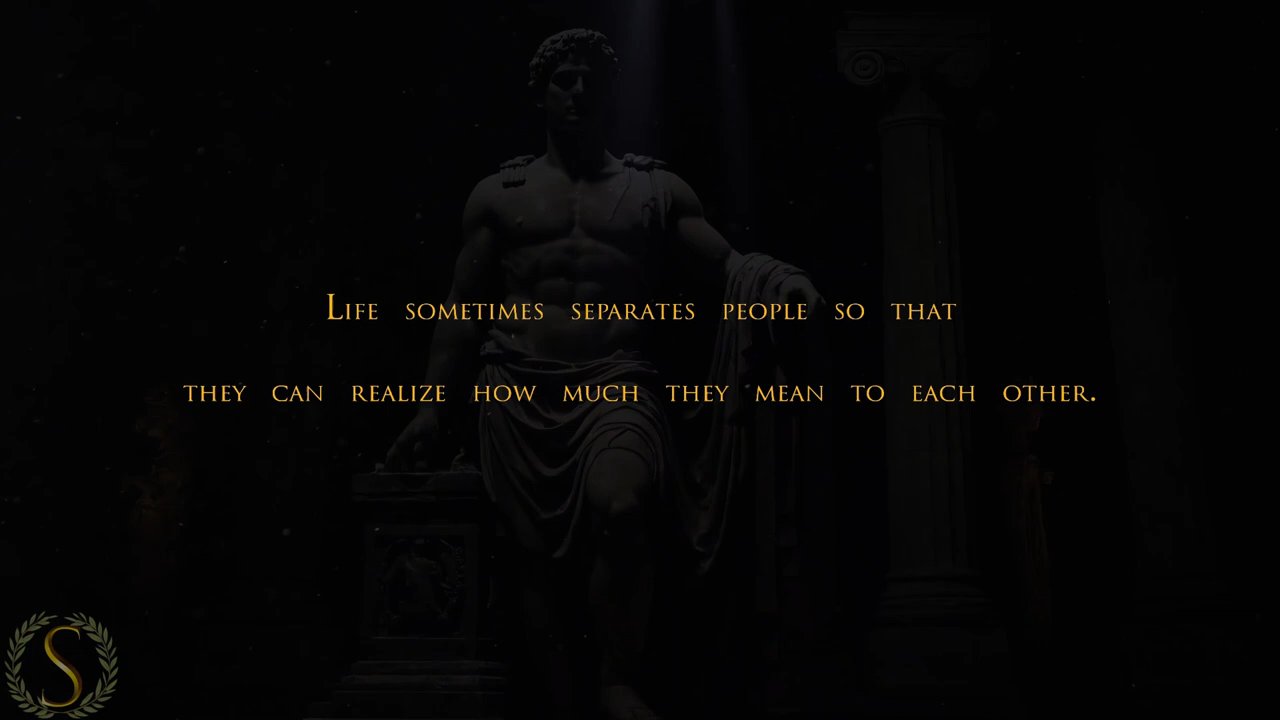 Life sometimes separates people so that
they can realize how much they mean to each other.
S